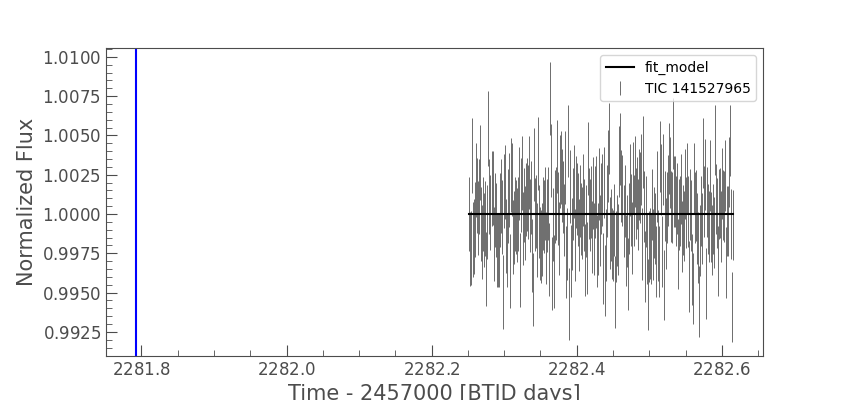 1.0100
1.0075
1.0050
1.0025
1.0000
0.9975
0.9950
0.9925
Normalized Flux
fit_model
TIC 141527965
2281.8 2282.0 2282.2 2282.4 2282.6
Time - 2457000 [BTJD days]